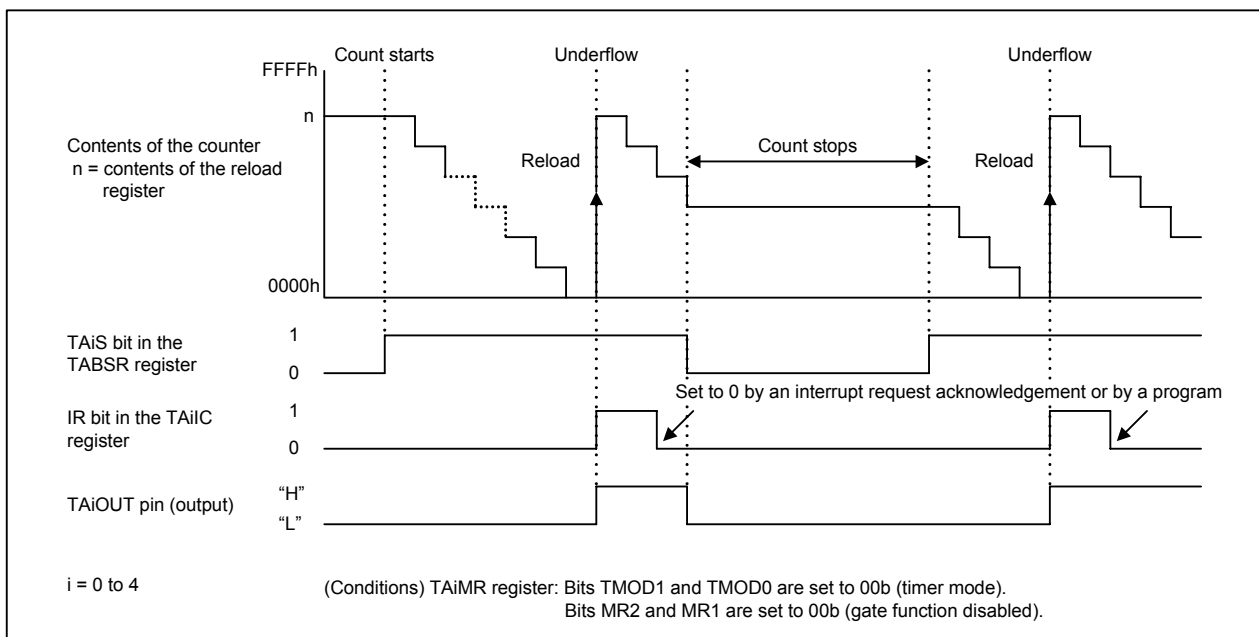 Count starts
Underflow
Underflow
FFFFh
n
Contents of the counter
n = contents of the reload
register
Reload
Count stops
Reload
0000h
TAiS bit in the
TABSR register
1
0
Set to 0 by an interrupt request acknowledgement or by a program
IR bit in the TAiIC
register
1
0
TAiOUT pin (output)
“H”
“L”
i = 0 to 4
(Conditions) TAiMR register: Bits TMOD1 and TMOD0 are set to 00b (timer mode).
Bits MR2 and MR1 are set to 00b (gate function disabled).